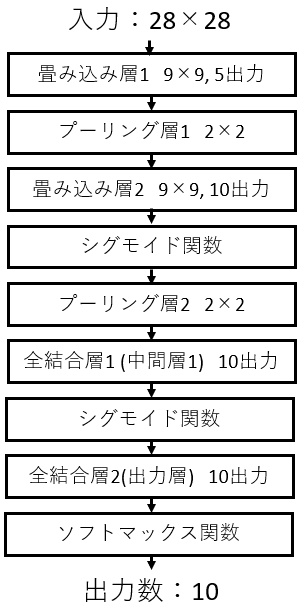 入力：28×28
畳み込み層1 9×9, 5出力
プーリング層1 2×2
畳み込み層2 9×9, 10出力
シグモイド関数
プーリング層2 2×2
全結合層1 (中間層1) 10出力
シグモイド関数
全結合層2(出力層) 10出力
ソフトマックス関数
出力数：10